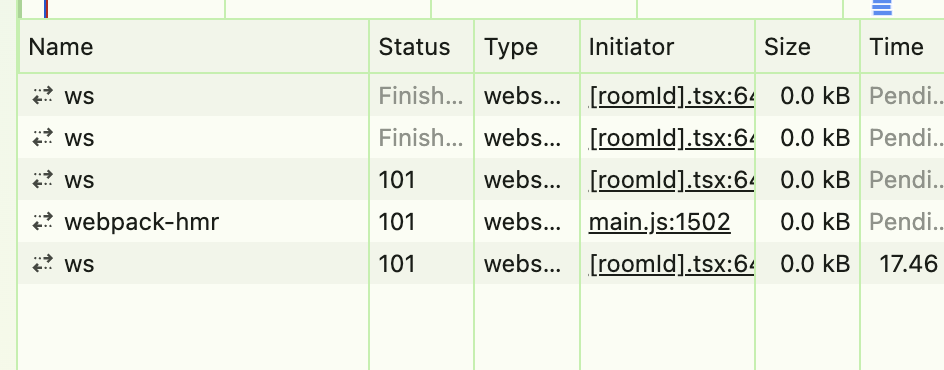 Name Status Type Initiator Size Time
ws Finish... webs... [roomId].tsx:64 0.0 kB Pendi...
ws Finish... webs... [roomId].tsx:64 0.0 kB Pendi...
ws 101 webs... [roomId].tsx:64 0.0 kB Pendi...
webpack-hmr 101 webs... main.js:1502 0.0 kB Pendi...
ws 101 webs... [roomId].tsx:64 0.0 kB 17.46